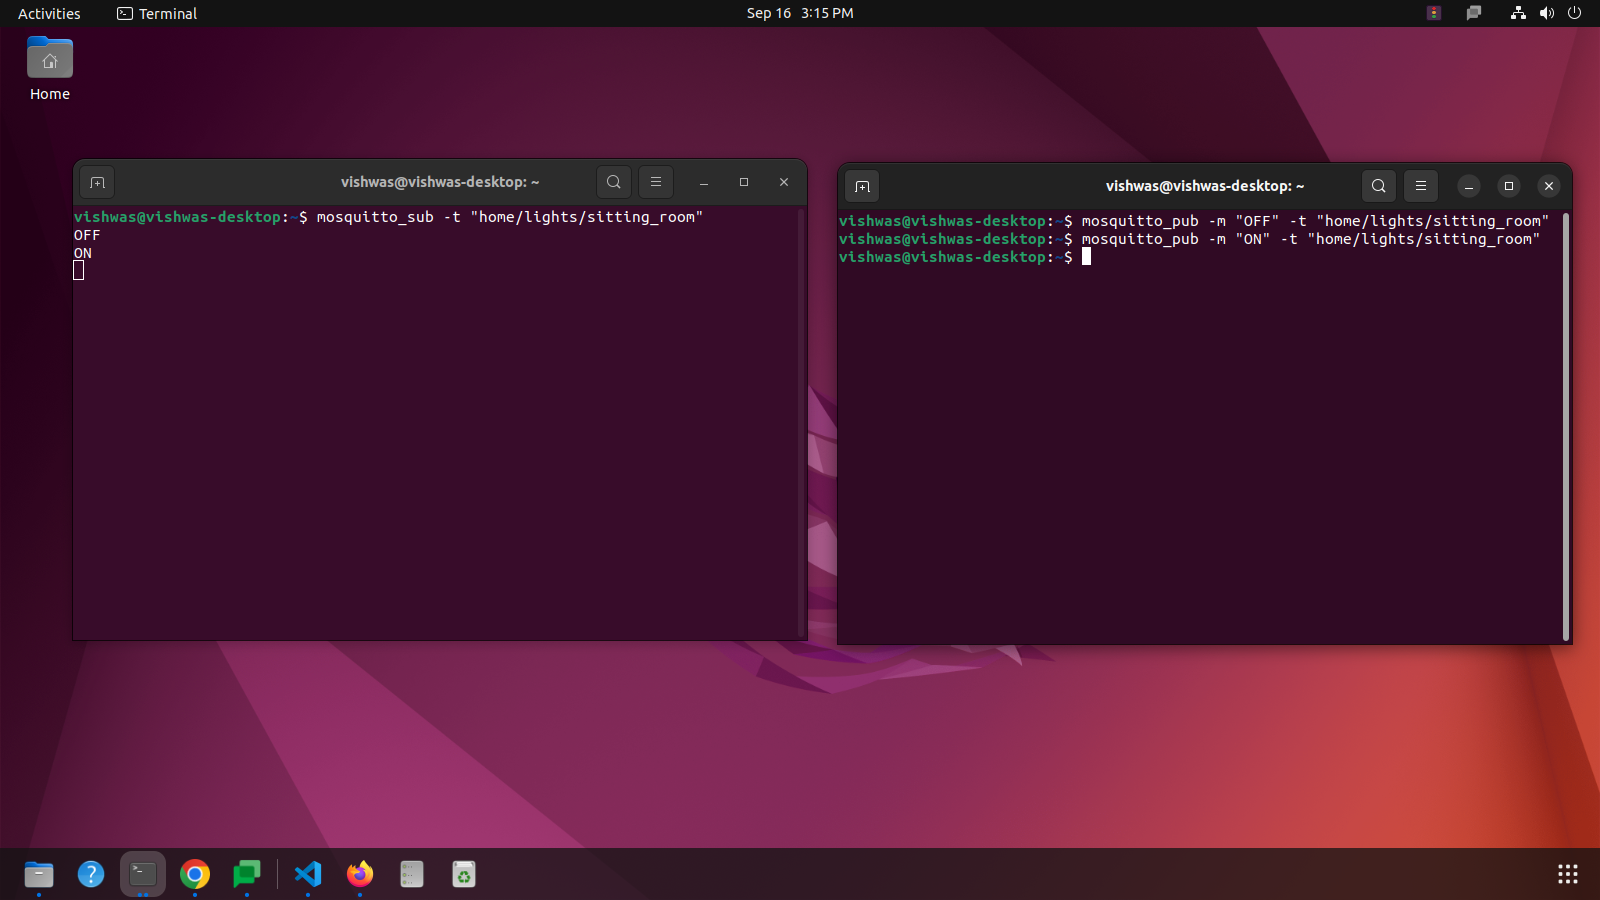 Activities
Terminal
Sep 16 3:15 PM
Home
vishwas@vishwas-desktop: ~
vishwas@vishwas-desktop:~$ mosquitto_sub -t "home/lights/sitting_room"
OFF
ON
vishwas@vishwas-desktop: ~
vishwas@vishwas-desktop:~$ mosquitto_pub -m "OFF" -t "home/lights/sitting_room"
vishwas@vishwas-desktop:~$ mosquitto_pub -m "ON" -t "home/lights/sitting_room"
vishwas@vishwas-desktop:~$